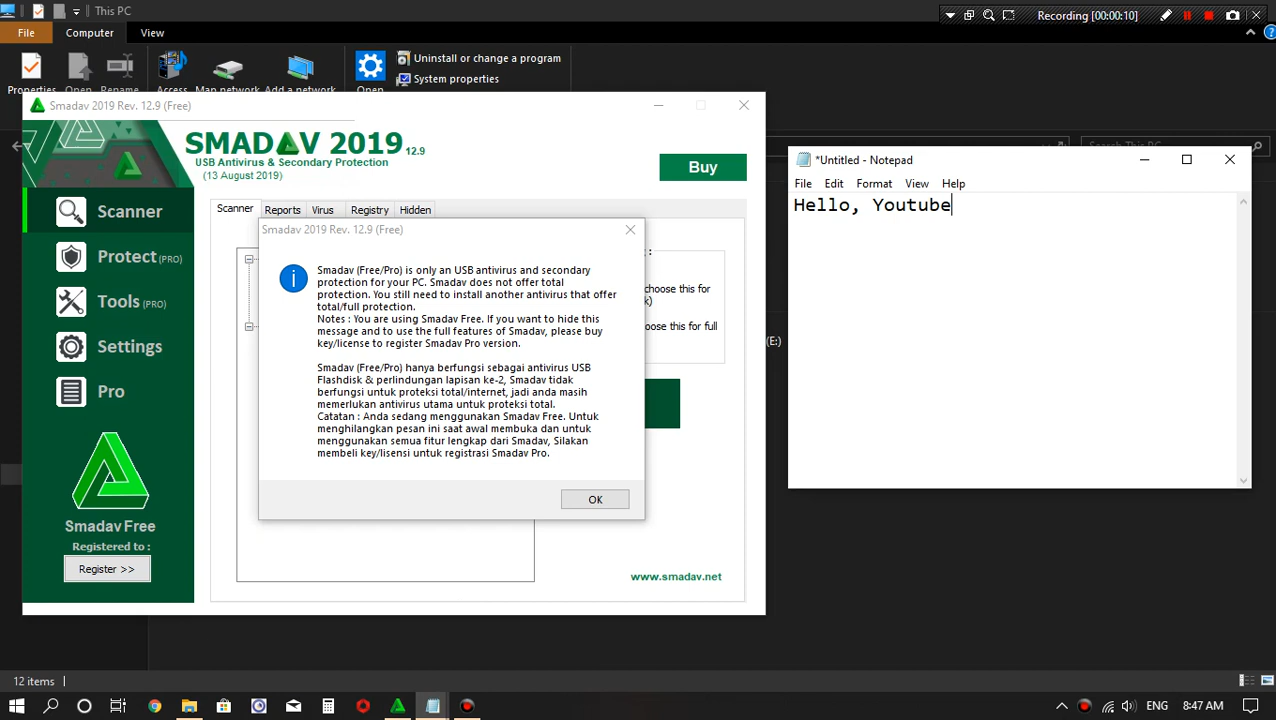 This PC
Recording [00:00:10]
File
Computer
View
Properties
Open
Rename
Access
Map network
Add a network
Open
Uninstall or change a program
System properties
Smadav 2019 Rev. 12.9 (Free)
SMADAV 2019 12.9
USB Antivirus & Secondary Protection
(13 August 2019)
Buy
Scanner
Protect (PRO)
Tools (PRO)
Settings
Pro
Smadav Free
Registered to :
Register >>
Scanner
Reports
Virus
Registry
Hidden
Smadav 2019 Rev. 12.9 (Free)
Smadav (Free/Pro) is only an USB antivirus and secondary
protection for your PC. Smadav does not offer total
protection. You still need to install another antivirus that offer
total/full protection.
Notes : You are using Smadav Free. If you want to hide this
message and to use the full features of Smadav, please buy
key/license to register Smadav Pro version.
Smadav (Free/Pro) hanya berfungsi sebagai antivirus USB
Flashdisk & perlindungan lapisan ke-2, Smadav tidak
berfungsi untuk proteksi total/internet, jadi anda masih
memerlukan antivirus utama untuk proteksi total.
Catatan : Anda sedang menggunakan Smadav Free. Untuk
menghilangkan pesan ini saat awal membuka dan untuk
menggunakan semua fitur lengkap dari Smadav, Silakan
membeli key/lisensi untuk registrasi Smadav Pro.
OK
:
choose this for
k)
oose this for full
www.smadav.net
Search This PC
(E:)
*Untitled - Notepad
File
Edit
Format
View
Help
Hello, Youtube
12 items
ENG
8:47 AM